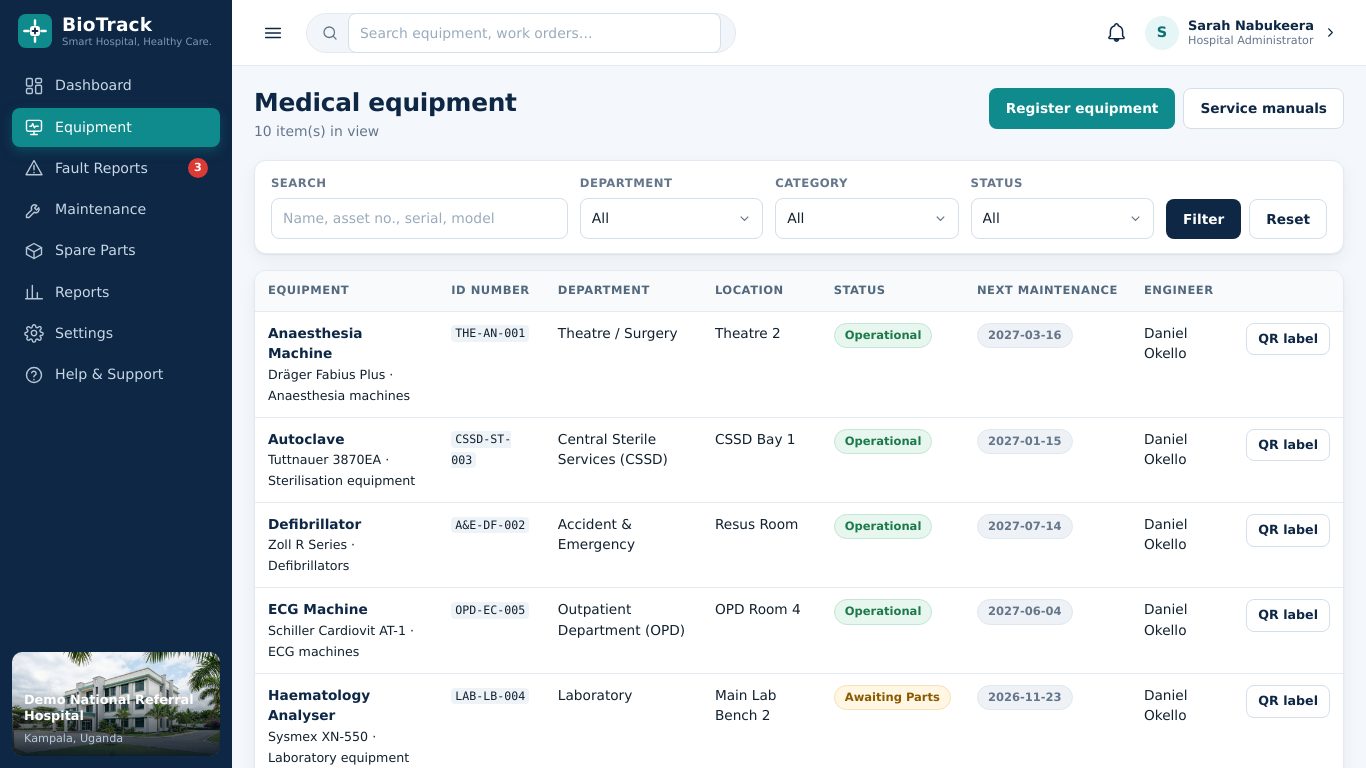 BioTrack
Smart Hospital, Healthy Care.
Dashboard
Equipment
Fault Reports 3
Maintenance
Spare Parts
Reports
Settings
Help & Support
Demo National Referral
Hospital
Kampala, Uganda
Search equipment, work orders...
S
Sarah Nabukeera
Hospital Administrator
Medical equipment
10 item(s) in view
Register equipment
Service manuals
SEARCH
Name, asset no., serial, model
DEPARTMENT
All
CATEGORY
All
STATUS
All
Filter
Reset
EQUIPMENT ID NUMBER DEPARTMENT LOCATION STATUS NEXT MAINTENANCE ENGINEER
Anaesthesia THE-AN-001 Theatre / Surgery Theatre 2 Operational 2027-03-16 Daniel QR label
Machine Okello
Dräger Fabius Plus ·
Anaesthesia machines
Autoclave CSSD-ST- Central Sterile CSSD Bay 1 Operational 2027-01-15 Daniel QR label
Tuttnauer 3870EA · 003 Services (CSSD) Okello
Sterilisation equipment
Defibrillator A&E-DF-002 Accident & Resus Room Operational 2027-07-14 Daniel QR label
Zoll R Series · Emergency Okello
Defibrillators
ECG Machine OPD-EC-005 Outpatient OPD Room 4 Operational 2027-06-04 Daniel QR label
Schiller Cardiovit AT-1 · Department (OPD) Okello
ECG machines
Haematology LAB-LB-004 Laboratory Main Lab Awaiting Parts 2026-11-23 Daniel QR label
Analyser Bench 2 Okello
Sysmex XN-550 ·
Laboratory equipment